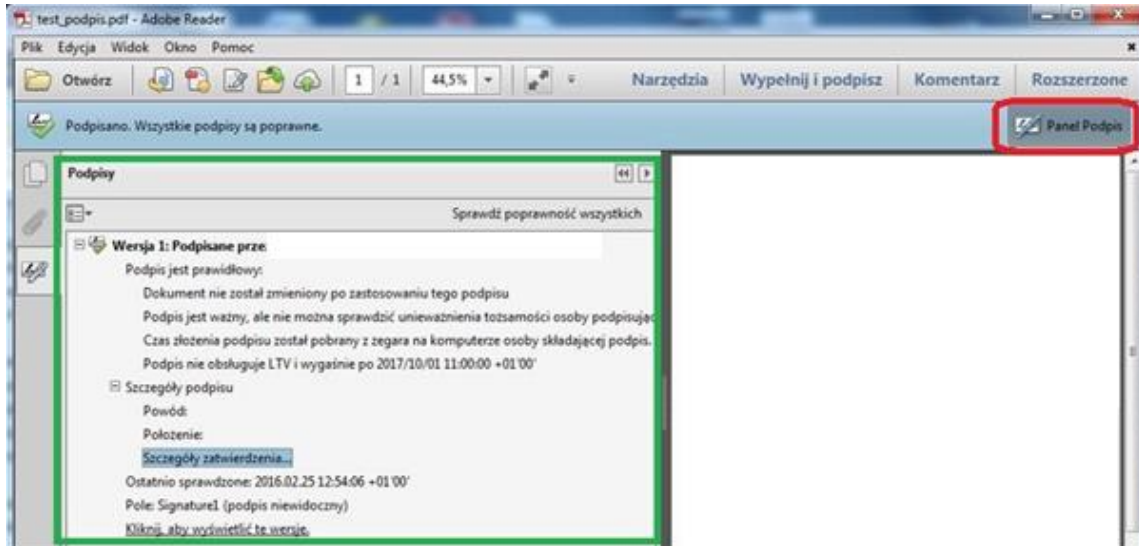 test_podpis.pdf - Adobe Reader
Plik Edycja Widok Okno Pomoc
Otwórz 1 / 1 44,5% Narzędzia Wypełnij i podpisz Komentarz Rozszerzone
Podpisano. Wszystkie podpisy są poprawne. Panel Podpis
Podpisy
Sprawdź poprawność wszystkich
Wersja 1: Podpisane prze
Podpis jest prawidłowy:
Dokument nie został zmieniony po zastosowaniu tego podpisu
Podpis jest ważny, ale nie można sprawdzić unieważnienia tożsamości osoby podpisując
Czas złożenia podpisu został pobrany z zegara na komputerze osoby składającej podpis.
Podpis nie obsługuje LTV i wygaśnie po 2017/10/01 11:00:00 +01'00'
Szczegóły podpisu
Powód:
Położenie:
Szczegóły zatwierdzenia...
Ostatnio sprawdzone: 2016.02.25 12:54:06 +01'00'
Pole: Signature1 (podpis niewidoczny)
Kliknij, aby wyświetlić te wersje.